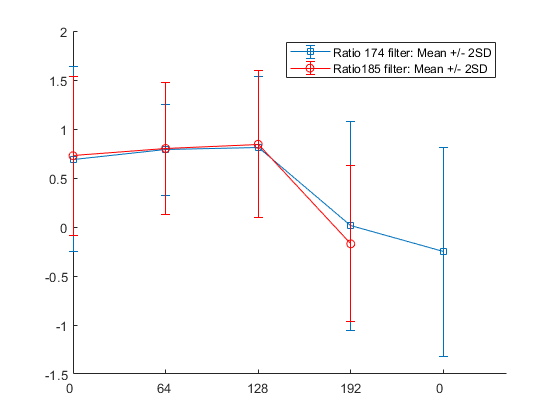 2
Ratio 174 filter: Mean +/- 2SD
Ratio185 filter: Mean +/- 2SD
1.5
1
0.5
0
-0.5
-1
-1.5
0 64 128 192 0